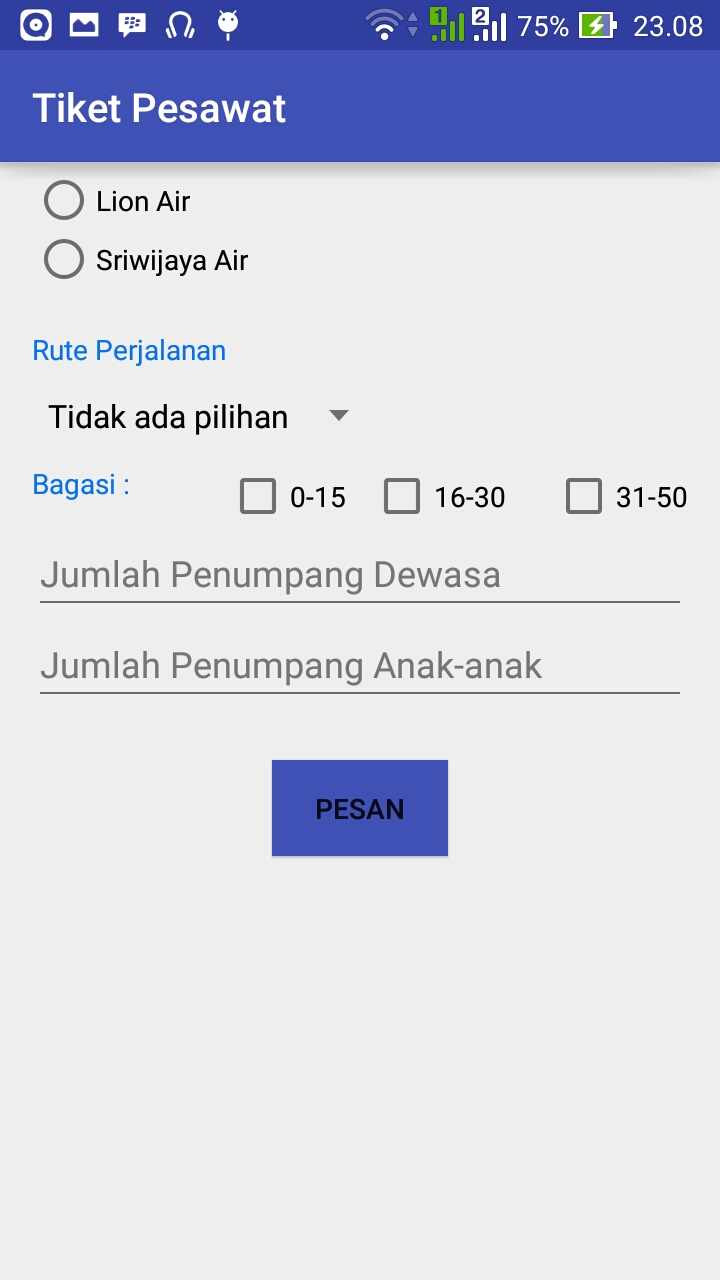 1 2 75% 23.08
Tiket Pesawat
Lion Air
Sriwijaya Air
Rute Perjalanan
Tidak ada pilihan
Bagasi : 0-15 16-30 31-50
Jumlah Penumpang Dewasa
Jumlah Penumpang Anak-anak
PESAN